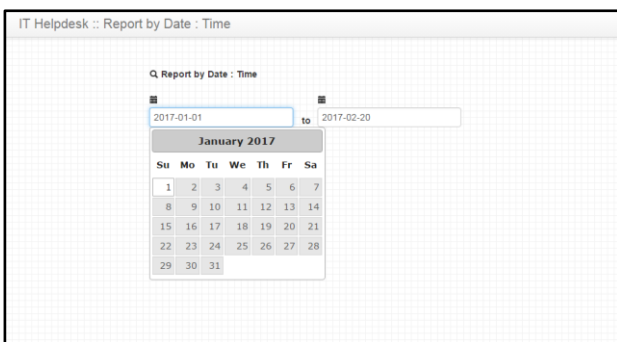 IT Helpdesk :: Report by Date : Time
Report by Date : Time
2017-01-01 to 2017-02-20
January 2017
Su Mo Tu We Th Fr Sa
1 2 3 4 5 6 7
8 9 10 11 12 13 14
15 16 17 18 19 20 21
22 23 24 25 26 27 28
29 30 31